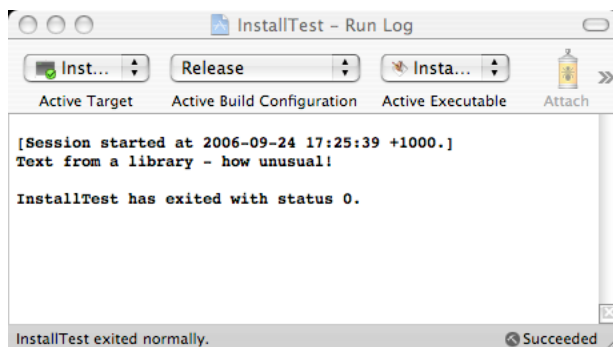 InstallTest – Run Log
Inst... Release Insta...
Active Target Active Build Configuration Active Executable Attach
[Session started at 2006-09-24 17:25:39 +1000.]
Text from a library - how unusual!
InstallTest has exited with status 0.
InstallTest exited normally. Succeeded